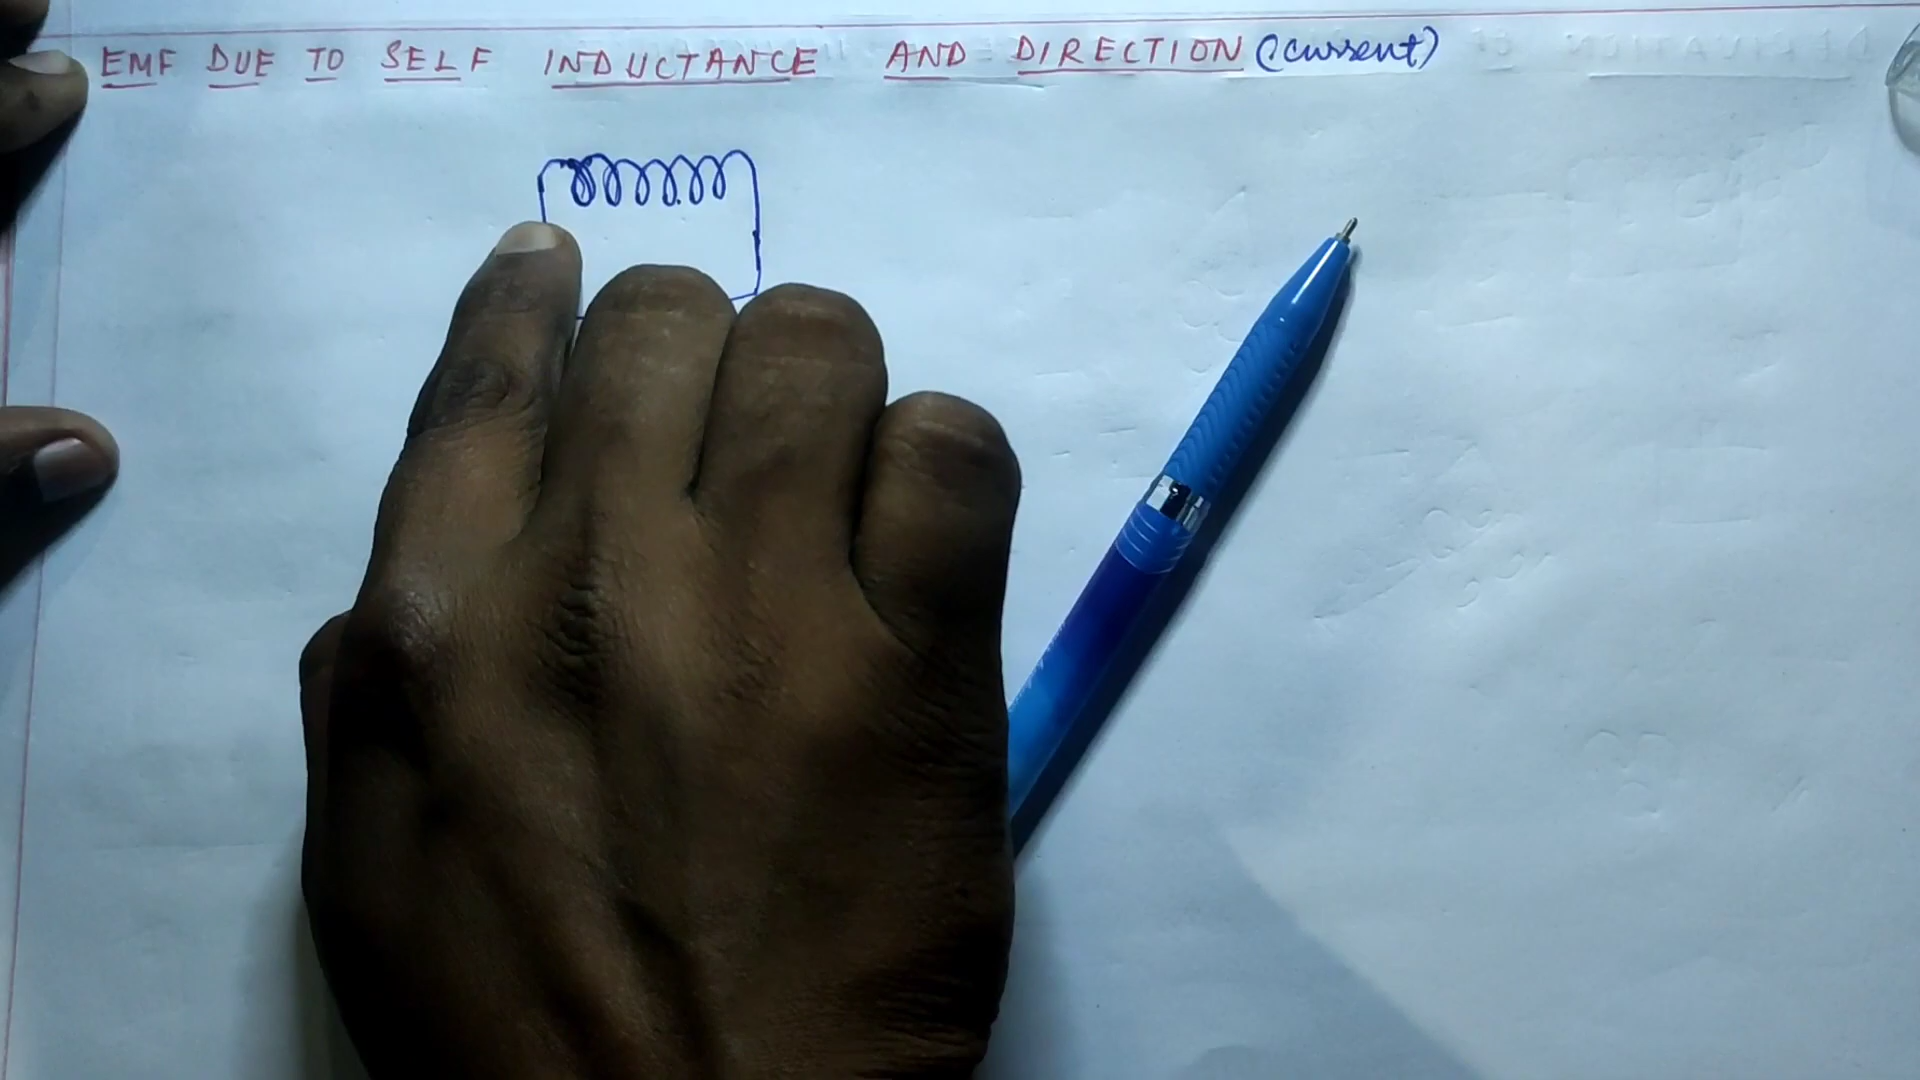 EMF DUE TO SELF INDUCTANCE AND DIRECTION (current)